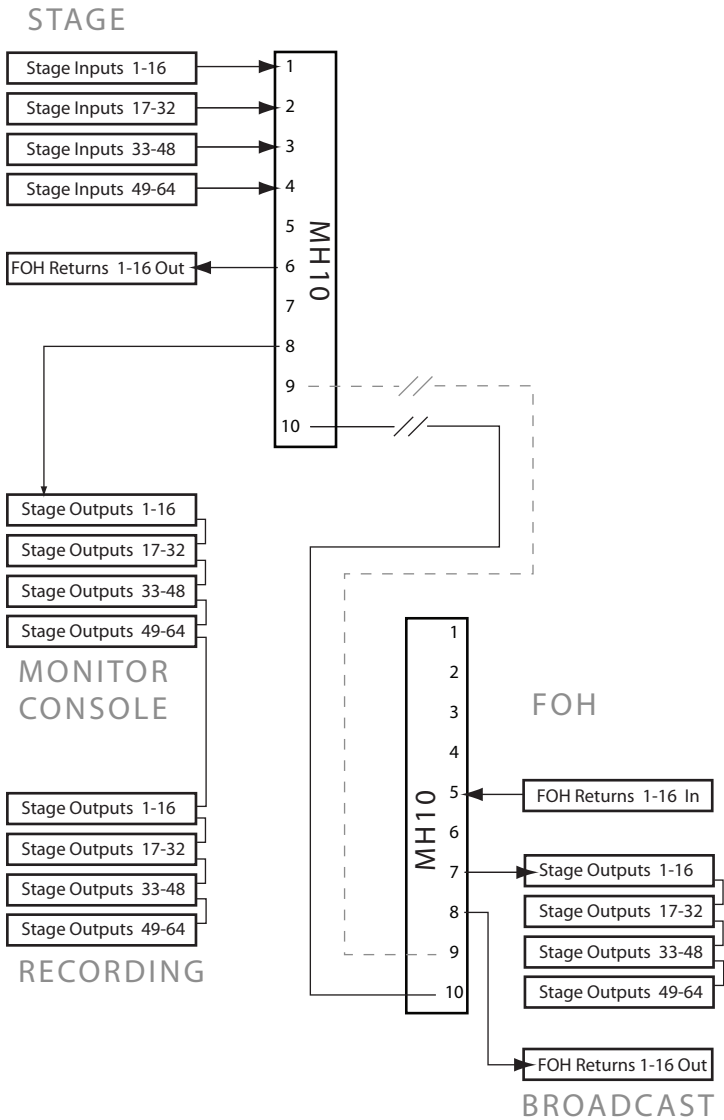 STAGE
Stage Inputs 1-16
Stage Inputs 17-32
Stage Inputs 33-48
Stage Inputs 49-64
FOH Returns 1-16 Out
1
2
3
4
5
6
7
8
9
10
MH10
Stage Outputs 1-16
Stage Outputs 17-32
Stage Outputs 33-48
Stage Outputs 49-64
MONITOR
CONSOLE
Stage Outputs 1-16
Stage Outputs 17-32
Stage Outputs 33-48
Stage Outputs 49-64
RECORDING
MH10
1
2
3
4
5
6
7
8
9
10
FOH
FOH Returns 1-16 In
Stage Outputs 1-16
Stage Outputs 17-32
Stage Outputs 33-48
Stage Outputs 49-64
FOH Returns 1-16 Out
BROADCAST